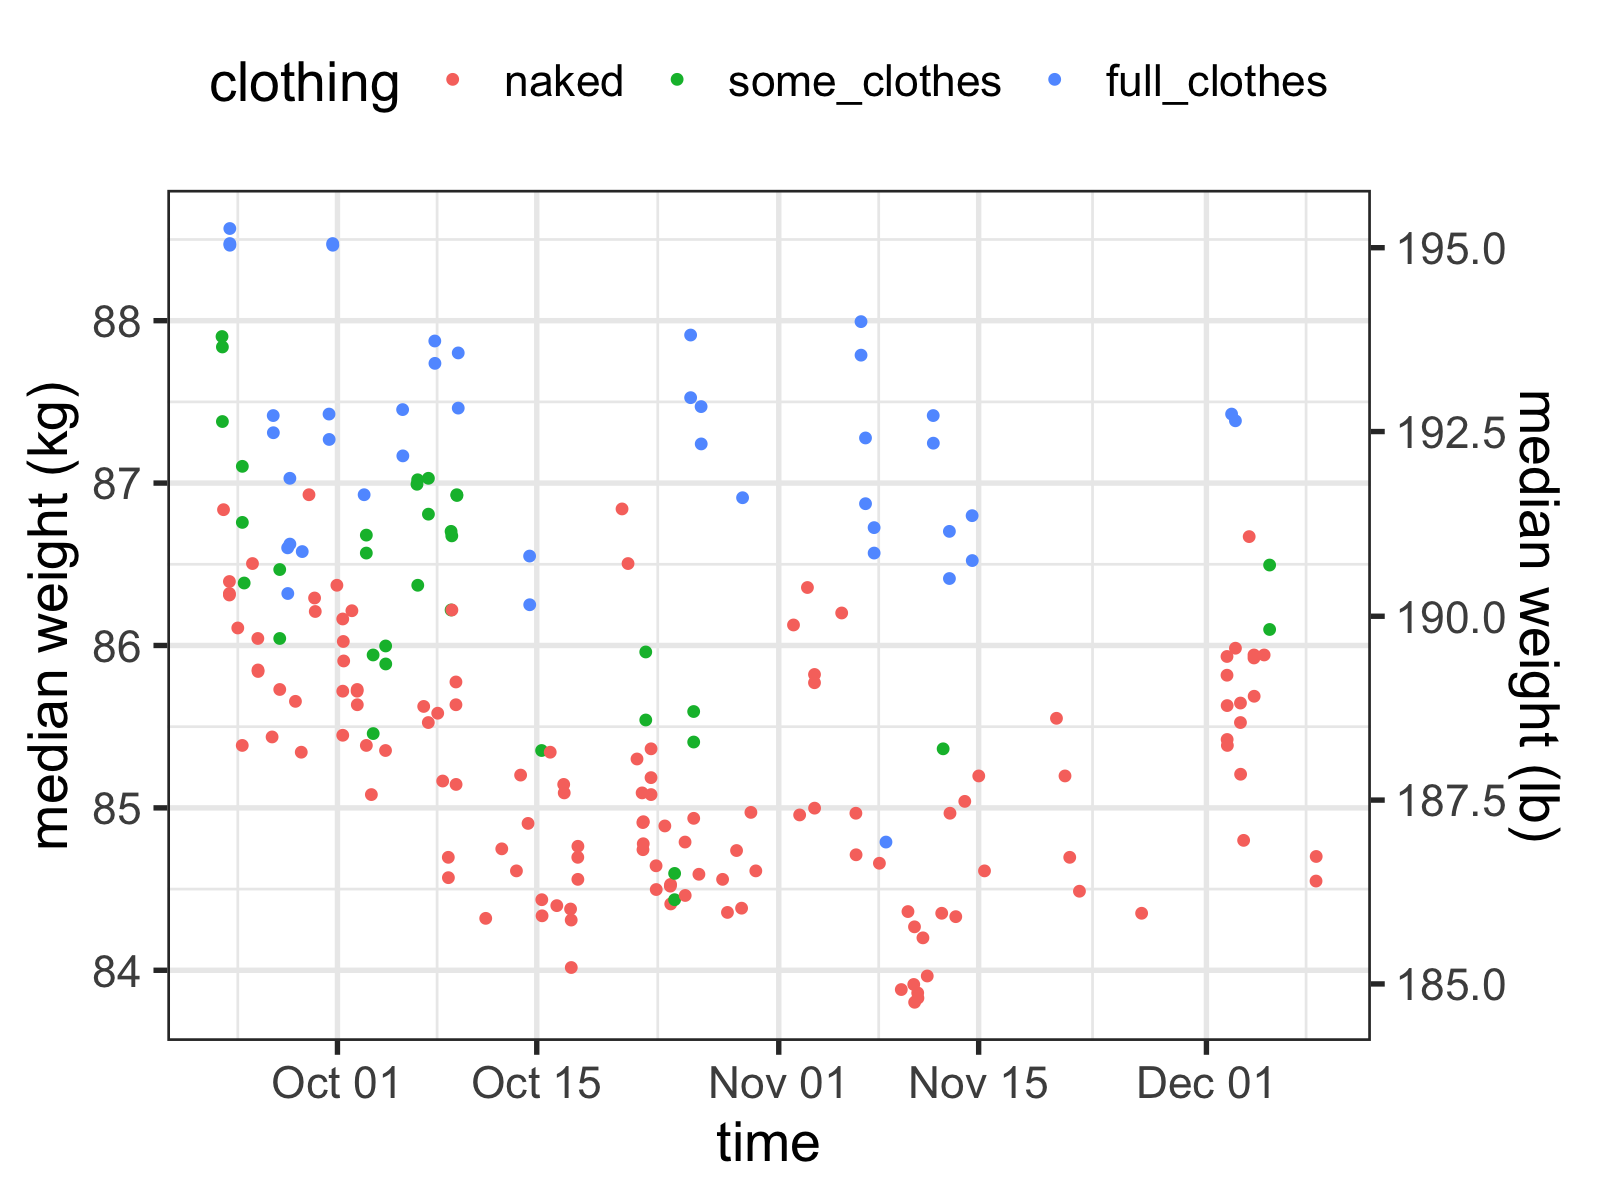 clothing naked some_clothes full_clothes
median weight (kg)
88
87
86
85
84
195.0
192.5
190.0
187.5
185.0
median weight (lb)
Oct 01 Oct 15 Nov 01 Nov 15 Dec 01
time